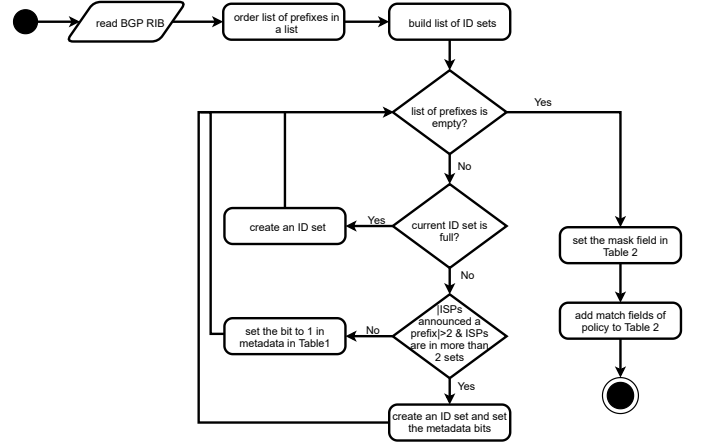 read BGP RIB
order list of prefixes in
a list
build list of ID sets
list of prefixes is
empty?
Yes
No
create an ID set
Yes
current ID set is
full?
No
set the mask field in
Table 2
set the bit to 1 in
metadata in Table1
No
|ISPs
announced a
prefix|>2 & ISPs
are in more than
2 sets
Yes
add match fields of
policy to Table 2
create an ID set and set
the metadata bits